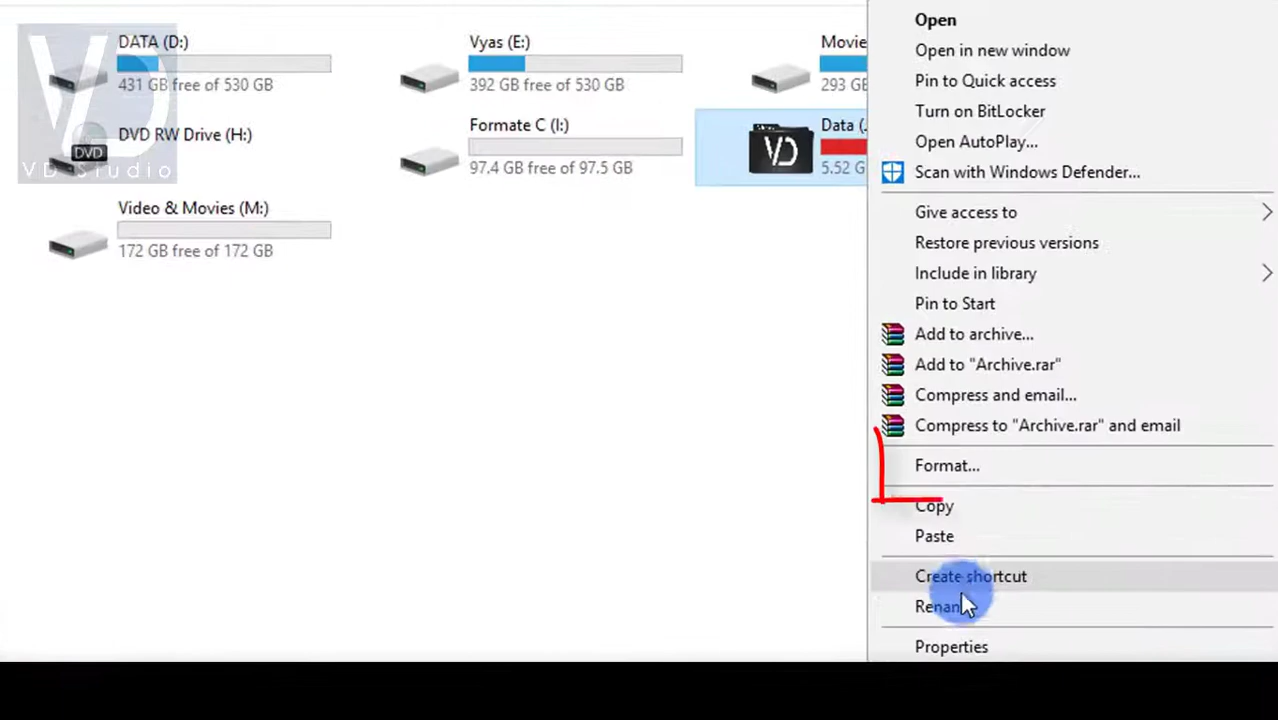 VD
VD Studio
DATA (D:)
431 GB free of 530 GB
Vyas (E:)
392 GB free of 530 GB
Movie
293 GB
DVD RW Drive (H:)
DVD
Formate C (I:)
97.4 GB free of 97.5 GB
VD
Data (
5.52 G
Video & Movies (M:)
172 GB free of 172 GB
Open
Open in new window
Pin to Quick access
Turn on BitLocker
Open AutoPlay...
Scan with Windows Defender...
Give access to
Restore previous versions
Include in library
Pin to Start
Add to archive...
Add to "Archive.rar"
Compress and email...
Compress to "Archive.rar" and email
Format...
Copy
Paste
Create shortcut
Renam
Properties